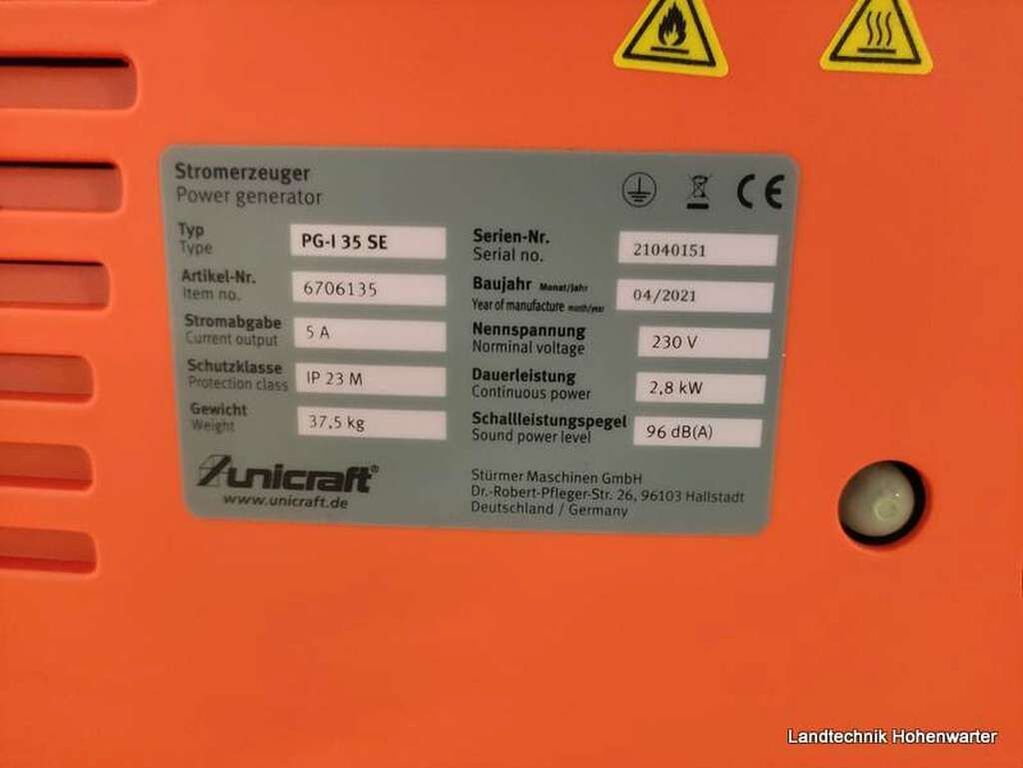 Stromerzeuger
Power generator
CE
Typ
Type
PG-I 35 SE
Artikel-Nr.
Item no.
6706135
Stromabgabe
Current output
5 A
Schutzklasse
Protection class
IP 23 M
Gewicht
Weight
37,5 kg
Serien-Nr.
Serial no.
21040151
Baujahr Monat/Jahr
Year of manufacture month/year
04/2021
Nennspannung
Norminal voltage
230 V
Dauerleistung
Continuous power
2,8 kW
Schallleistungspegel
Sound power level
96 dB(A)
unicraft®
www.unicraft.de
Stürmer Maschinen GmbH
Dr.-Robert-Pfleger-Str. 26, 96103 Hallstadt
Deutschland / Germany
Landtechnik Hohenwarter